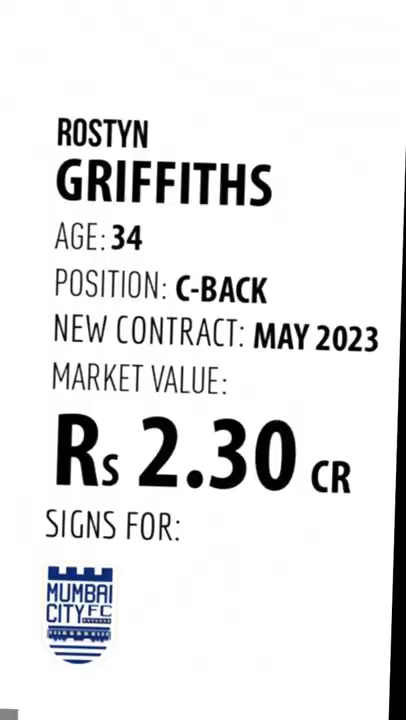 ROSTYN
GRIFFITHS
AGE: 34
POSITION: C-BACK
NEW CONTRACT: MAY 2023
MARKET VALUE:
Rs 2.30 CR
SIGNS FOR:
MUMBAI
CITY FC